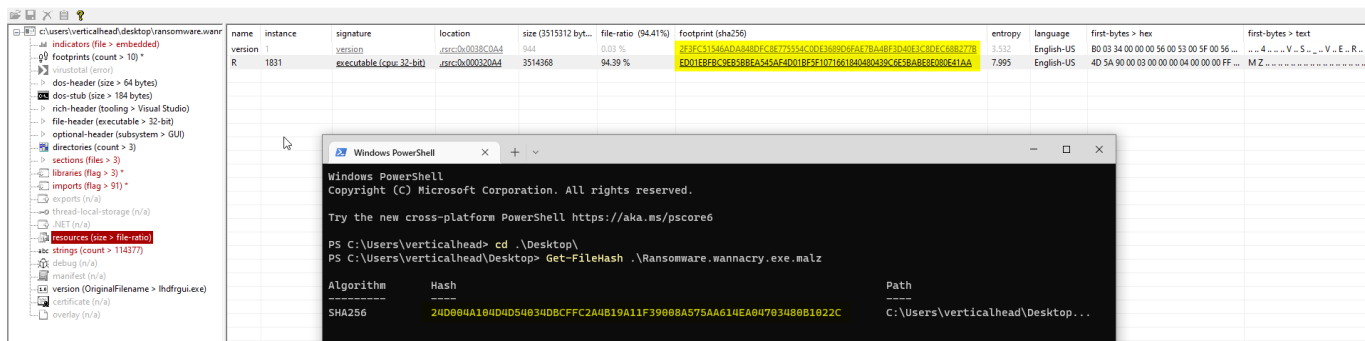 c:\users\verticalhead\desktop\ransomware.wanr
indicators (file > embedded)
footprints (count > 10) *
virustotal (error)
dos-header (size > 64 bytes)
dos-stub (size > 184 bytes)
rich-header (tooling > Visual Studio)
file-header (executable > 32-bit)
optional-header (subsystem > GUI)
directories (count > 3)
sections (files > 3)
libraries (flag > 3) *
imports (flag > 91) *
exports (n/a)
thread-local-storage (n/a)
.NET (n/a)
resources (size > file-ratio)
abc strings (count > 114377)
debug (n/a)
manifest (n/a)
1.0 version (OriginalFilename > lhdfrgui.exe)
certificate (n/a)
overlay (n/a)
name instance signature location size (3515312 byt... file-ratio (94.41%) footprint (sha256) entropy language first-bytes > hex first-bytes > text
version 1 version .rsrc:0x0038C0A4 944 0.03 % 2F3FC51546ADA848DFC8E775554C0DE3689D6FAE7BA4BF3D40E3C8DEC68B277B 3.532 English-US B0 03 34 00 00 00 56 00 53 00 5F 00 56 ... .. 4 .. .. .. V .. S .. _ .. V .. E .. R ..
R 1831 executable (cpu: 32-bit) .rsrc:0x000320A4 3514368 94.39 % ED01EBFBC9EB5BBEA545AF4D01BF5F1071661840480439C6E5BABE8E080E41AA 7.995 English-US 4D 5A 90 00 03 00 00 00 04 00 00 00 FF ... M Z .. .. .. .. .. .. .. .. .. .. .. ..
Windows PowerShell
Windows PowerShell
Copyright (C) Microsoft Corporation. All rights reserved.
Try the new cross-platform PowerShell https://aka.ms/pscore6
PS C:\Users\verticalhead> cd .\Desktop\
PS C:\Users\verticalhead\Desktop> Get-FileHash .\Ransomware.wannacry.exe.malz
Algorithm Hash Path
--------- ---- ----
SHA256 24D004A104D4D54034DBCFFC2A4B19A11F39008A575AA614EA04703480B1022C C:\Users\verticalhead\Desktop...